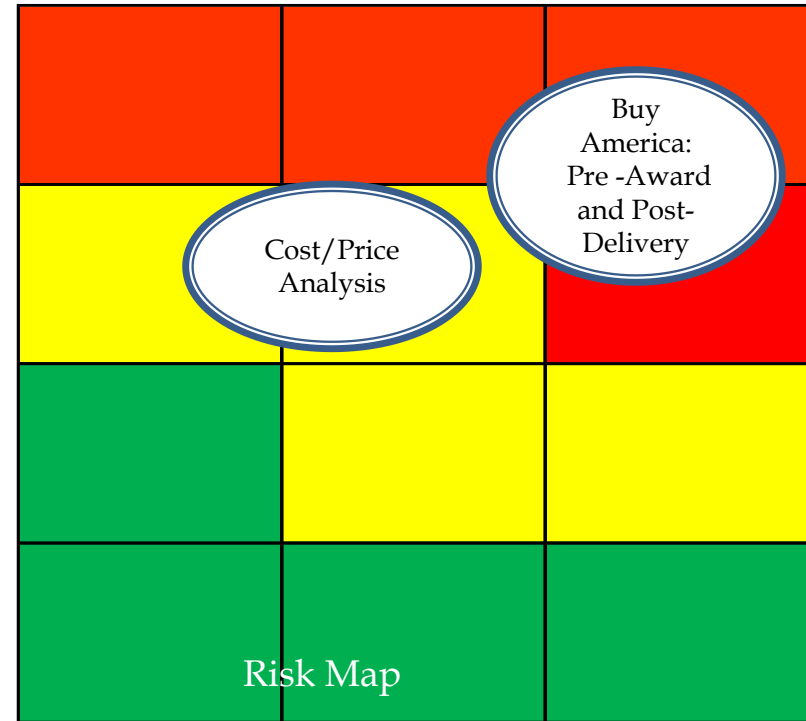 Buy
America:
Pre -Award
and Post-
Delivery
Cost/Price
Analysis
Risk Map